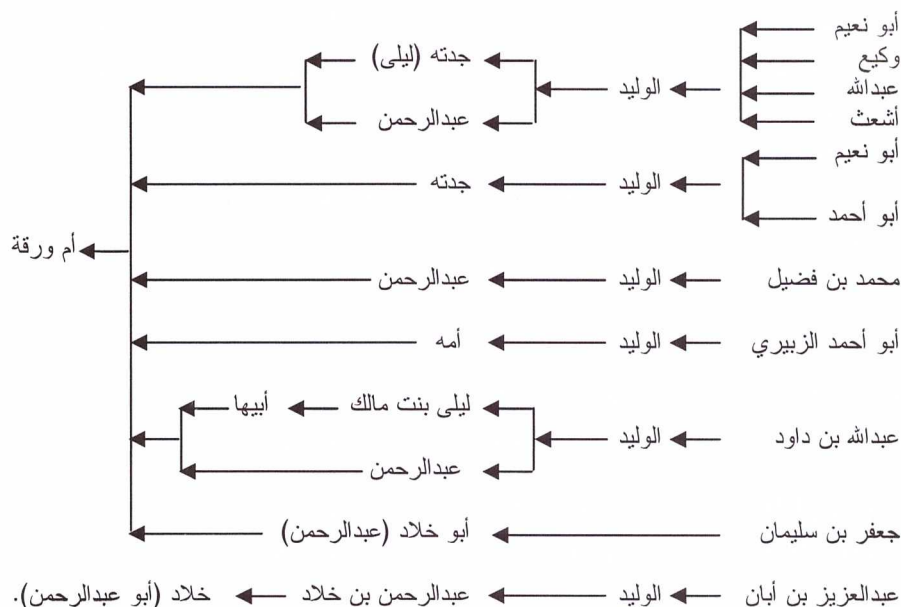 أبو نعيم
جدته (ليلى)
وكيع
الوليد
عبدالله
عبدالرحمن
أشعث
أبو نعيم
جدته
الوليد
أبو أحمد
أم ورقة
محمد بن فضيل
الوليد
عبدالرحمن
أبو أحمد الزبيري
الوليد
أمه
ليلى بنت مالك
أبيها
عبدالله بن داود
الوليد
عبدالرحمن
جعفر بن سليمان
أبو خلاد (عبدالرحمن)
عبدالعزيز بن أبان
الوليد
عبدالرحمن بن خلاد
خلاد (أبو عبدالرحمن).